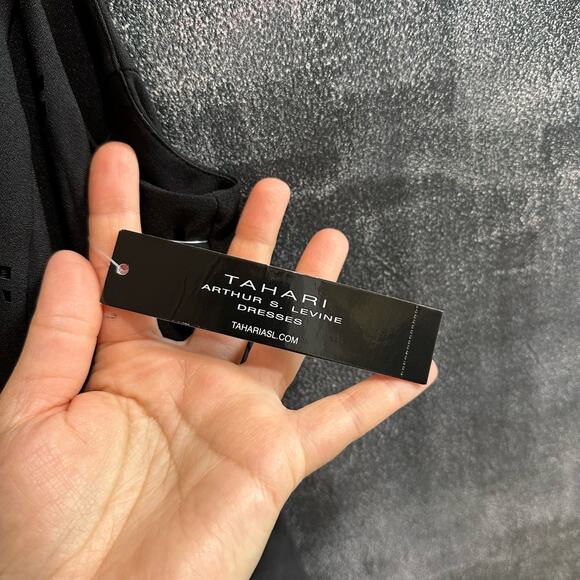 TAHARI
ARTHUR S. LEVINE
DRESSES
TAHARIASL.COM